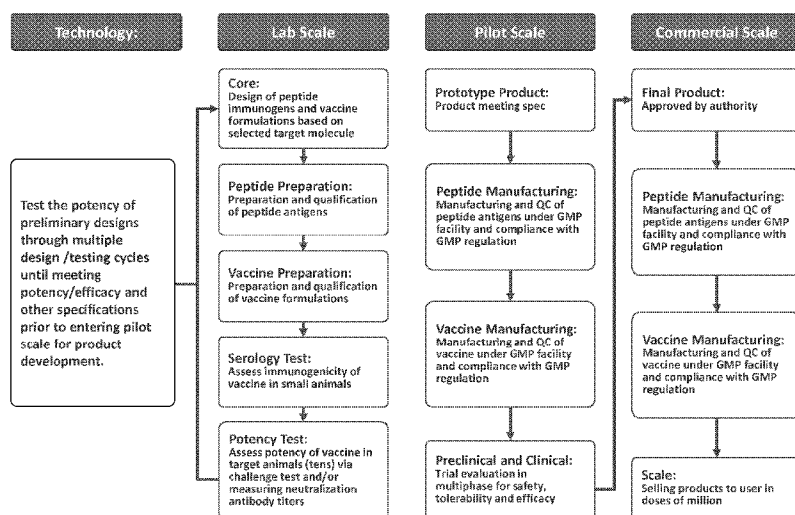 Technology:
Lab Scale
Pilot Scale
Commercial Scale
Test the potency of
preliminary designs
through multiple
design /testing cycles
until meeting
potency/efficacy and
other specifications
prior to entering pilot
scale for product
development.
Core:
Design of peptide
immunogens and vaccine
formulations based on
selected target molecule
Peptide Preparation:
Preparation and qualification
of peptide antigens
Vaccine Preparation:
Preparation and qualification
of vaccine formulations
Serology Test:
Assess immunogenicity of
vaccine in small animals
Potency Test:
Assess potency of vaccine in
target animals (tens) via
challenge test and/or
measuring neutralization
antibody titers
Prototype Product:
Product meeting spec
Peptide Manufacturing:
Manufacturing and QC of
peptide antigens under GMP
facility and compliance with
GMP regulation
Vaccine Manufacturing:
Manufacturing and QC of
vaccine under GMP facility
and compliance with GMP
regulation
Preclinical and Clinical:
Trial evaluation in
multiphase for safety,
tolerability and efficacy
Final Product:
Approved by authority
Peptide Manufacturing:
Manufacturing and QC of
peptide antigens under GMP
facility and compliance with
GMP regulation
Vaccine Manufacturing:
Manufacturing and QC of
vaccine under GMP facility
and compliance with GMP
regulation
Scale:
Selling products to user in
doses of million